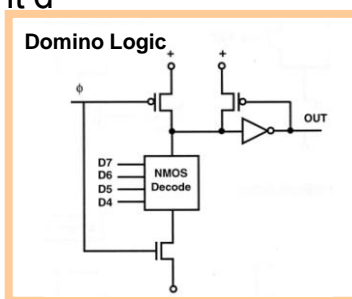 Domino Logic
+ +
ϕ
OUT
D7
D6
D5
D4
NMOS
Decode